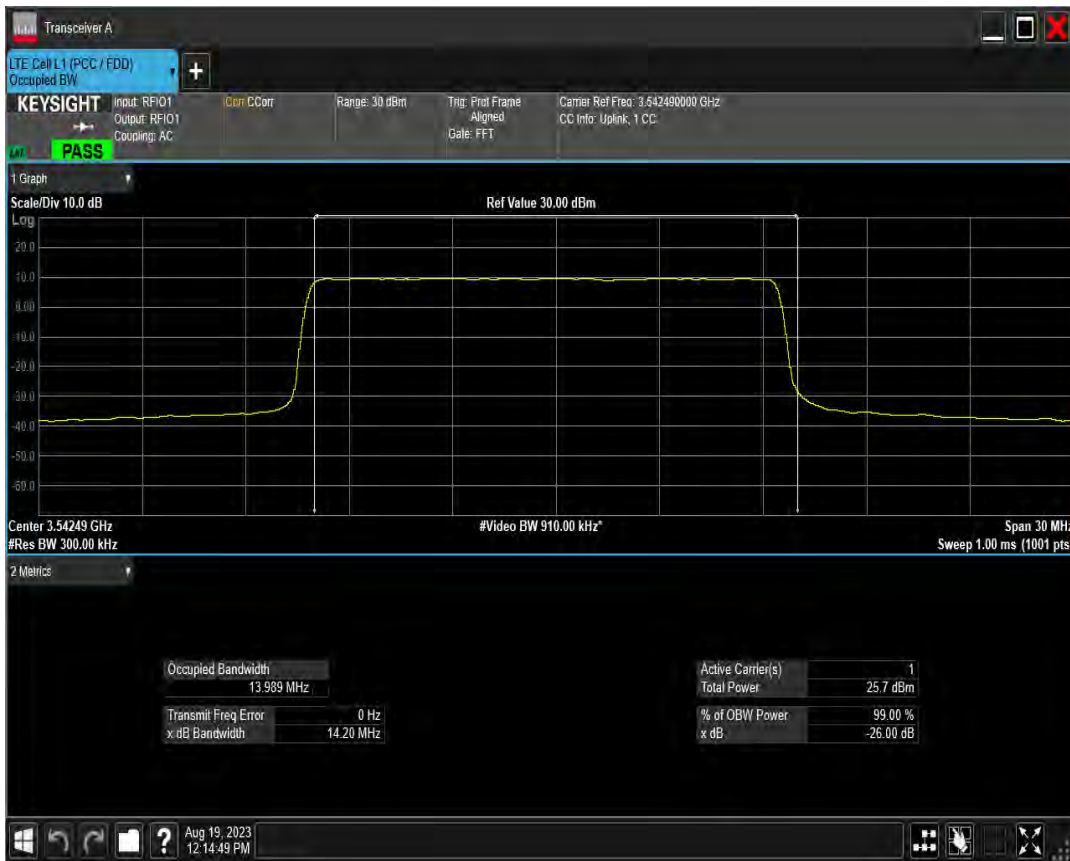 Transceiver A
LTE Cell L1 (PCC / FDD)
Occupied BW
+
KEYSIGHT
PASS
Input: RFIO1
Output: RFIO1
Coupling: AC
Corr CCorr
Range: 30 dBm
Trig: Prot Frame
Aligned
Gate: FFT
Carrier Ref Freq: 3.542490000 GHz
CC Info: Uplink, 1 CC
1 Graph
Scale/Div 10.0 dB
Ref Value 30.00 dBm
Log
20.0
10.0
0.00
-10.0
-20.0
-30.0
-40.0
-50.0
-60.0
Center 3.54249 GHz
#Video BW 910.00 kHz*
Span 30 MHz
#Res BW 300.00 kHz
Sweep 1.00 ms (1001 pts
2 Metrics
Occupied Bandwidth
13.989 MHz
Transmit Freq Error 0 Hz
x dB Bandwidth 14.20 MHz
Active Carrier(s) 1
Total Power 25.7 dBm
% of OBW Power 99.00 %
x dB -26.00 dB
?
Aug 19, 2023
12:14:49 PM